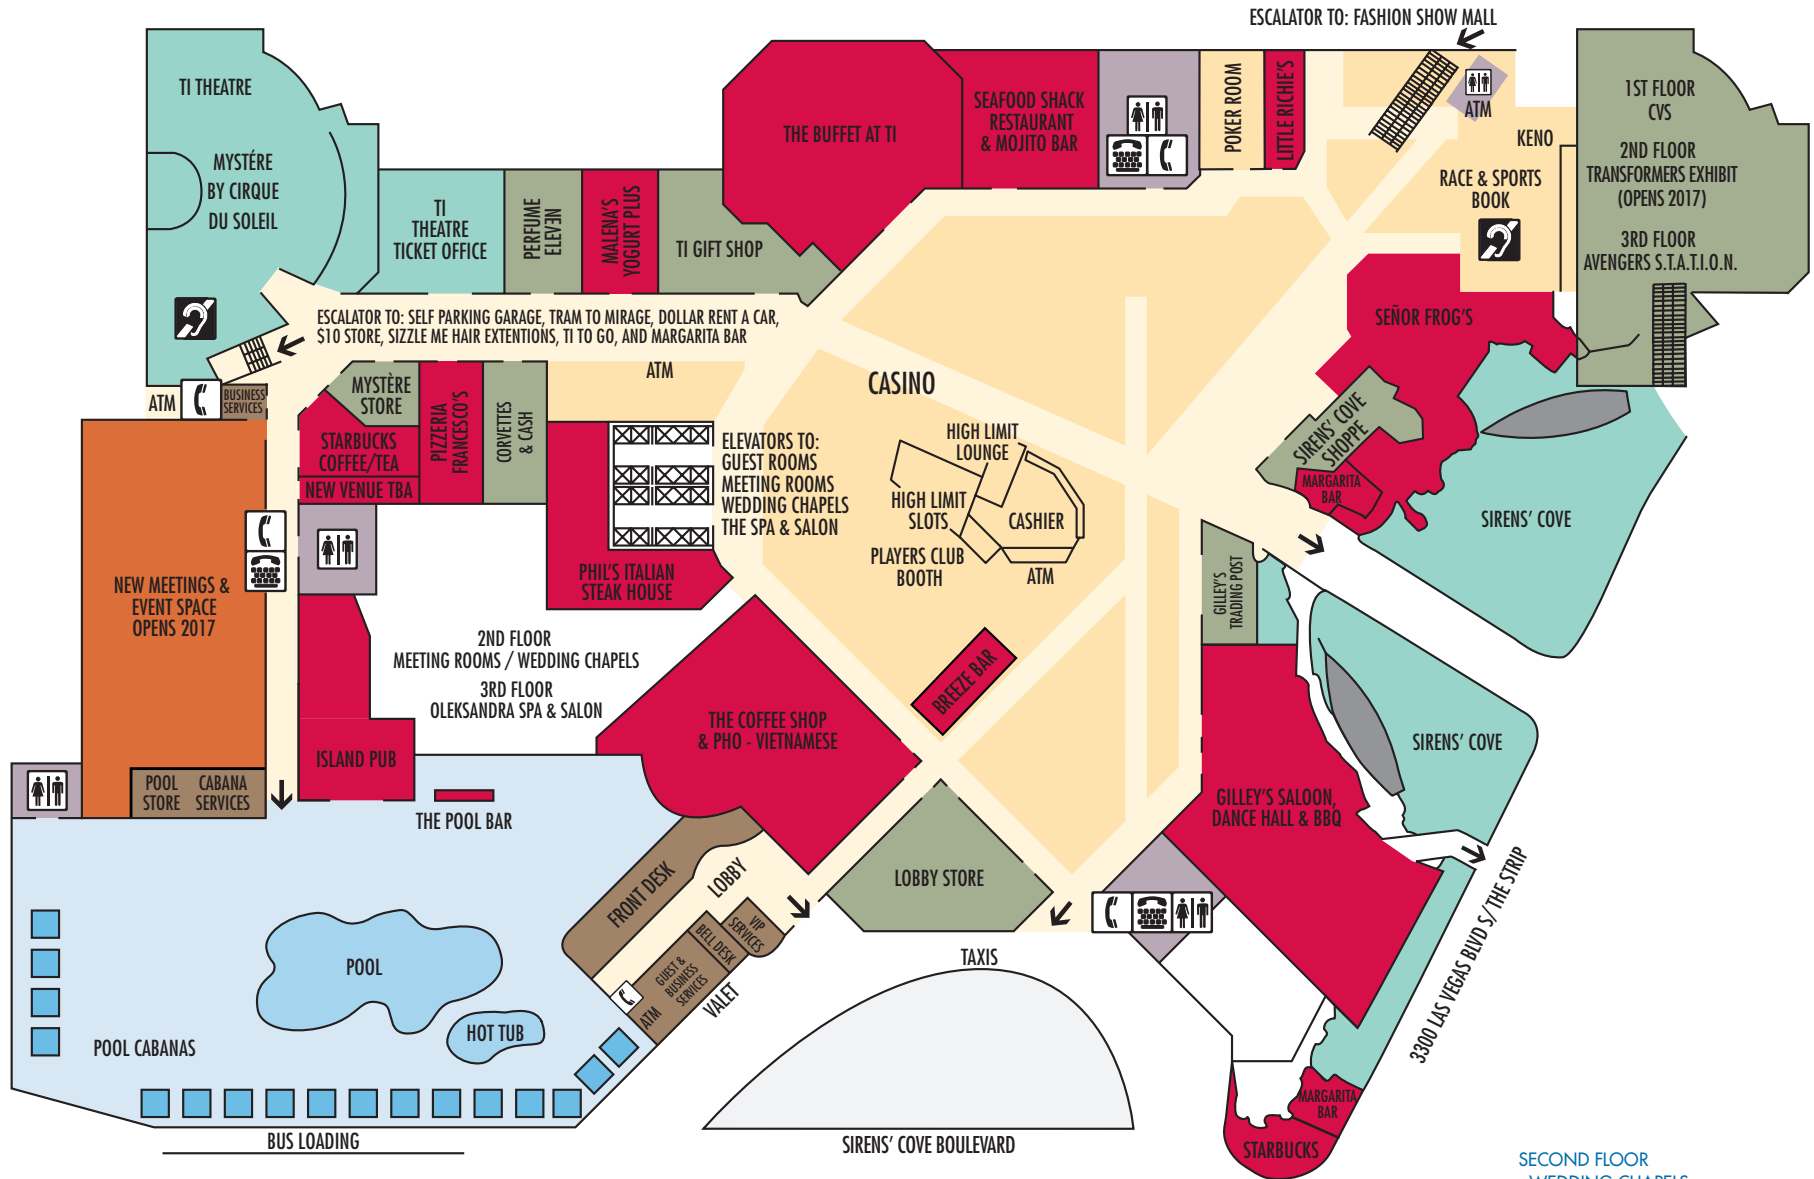 ESCALATOR TO: FASHION SHOW MALL
TI THEATRE
MYSTÉRE
BY CIRQUE
DU SOLEIL
TI
THEATRE
TICKET OFFICE
PERFUME
ELEVEN
MALENA'S
YOGURT PLUS
TI GIFT SHOP
THE BUFFET AT TI
SEAFOOD SHACK
RESTAURANT
& MOJITO BAR
POKER ROOM
LITTLE RICHIE'S
ATM
KENO
RACE & SPORTS
BOOK
1ST FLOOR
CVS
2ND FLOOR
TRANSFORMERS EXHIBIT
(OPENS 2017)
3RD FLOOR
AVENGERS S.T.A.T.I.O.N.
ESCALATOR TO: SELF PARKING GARAGE, TRAM TO MIRAGE, DOLLAR RENT A CAR,
$10 STORE, SIZZLE ME HAIR EXTENTIONS, TI TO GO, AND MARGARITA BAR
ATM
BUSINESS
SERVICES
MYSTÈRE
STORE
STARBUCKS
COFFEE/TEA
NEW VENUE TBA
PIZZERIA
FRANCESCO'S
CORVETTES
& CASH
ATM
CASINO
ELEVATORS TO:
GUEST ROOMS
MEETING ROOMS
WEDDING CHAPELS
THE SPA & SALON
HIGH LIMIT
LOUNGE
HIGH LIMIT
SLOTS
CASHIER
PLAYERS CLUB
BOOTH
ATM
SEÑOR FROG'S
SIRENS' COVE
SHOPPE
MARGARITA
BAR
SIRENS' COVE
PHIL'S ITALIAN
STEAK HOUSE
NEW MEETINGS &
EVENT SPACE
OPENS 2017
GILLEY'S
TRADING POST
2ND FLOOR
MEETING ROOMS / WEDDING CHAPELS
3RD FLOOR
OLEKSANDRA SPA & SALON
BREEZE BAR
THE COFFEE SHOP
& PHO - VIETNAMESE
SIRENS' COVE
ISLAND PUB
POOL
STORE
CABANA
SERVICES
THE POOL BAR
GILLEY'S SALOON,
DANCE HALL & BBQ
FRONT DESK
LOBBY
LOBBY STORE
VIP
SERVICES
BELL DESK
GUEST &
BUSINESS
SERVICES
ATM
VALET
TAXIS
3300 LAS VEGAS BLVD S/THE STRIP
POOL
HOT TUB
POOL CABANAS
BUS LOADING
SIRENS' COVE BOULEVARD
MARGARITA
BAR
STARBUCKS
SECOND FLOOR
WEDDING CHAPELS